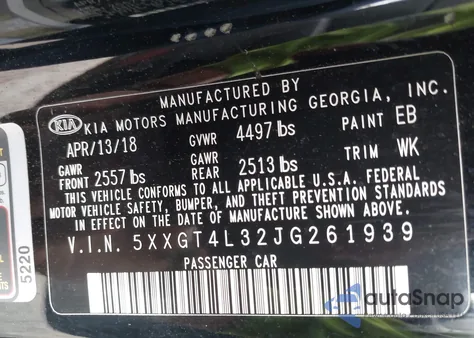 MANUFACTURED BY
KIA KIA MOTORS MANUFACTURING GEORGIA, INC.
APR/13/18 GVWR 4497 lbs PAINT EB
GAWR FRONT 2557 lbs GAWR REAR 2513 lbs TRIM WK
THIS VEHICLE CONFORMS TO ALL APPLICABLE U.S.A. FEDERAL
MOTOR VEHICLE SAFETY, BUMPER, AND THEFT PREVENTION STANDARDS
IN EFFECT ON THE DATE OF MANUFACTURE SHOWN ABOVE.
V.I.N. 5XXGT4L32JG261939
PASSENGER CAR
5220
autoSnap